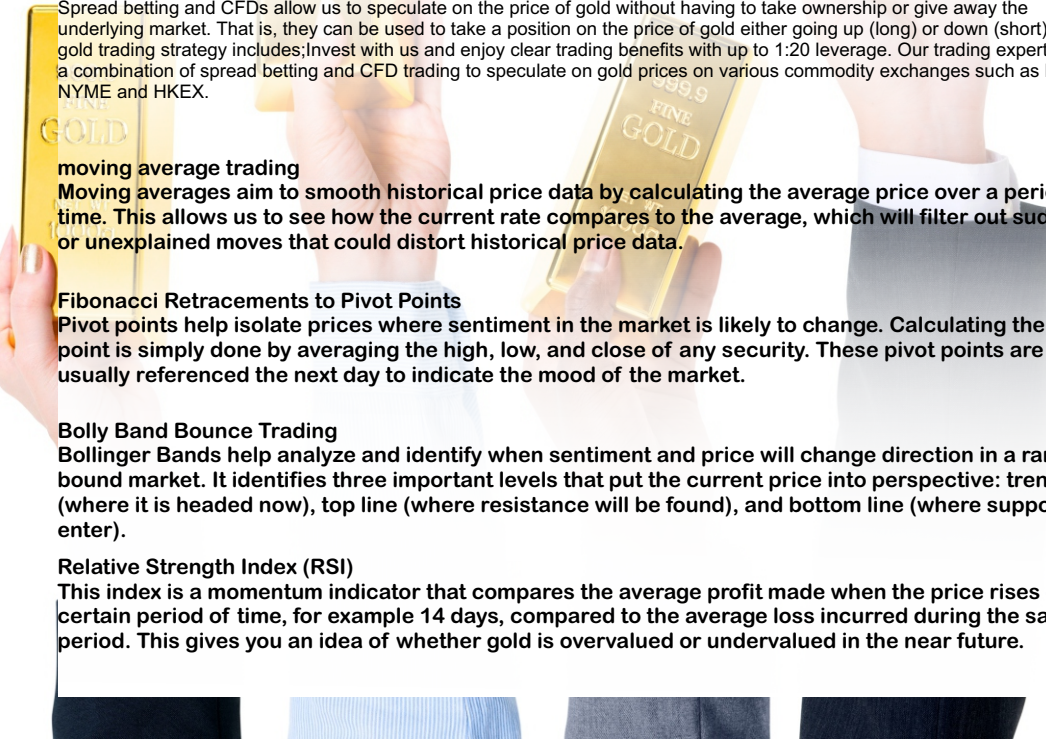 Spread betting and CFDs allow us to speculate on the price of gold without having to take ownership or give away the
underlying market. That is, they can be used to take a position on the price of gold either going up (long) or down (short)
gold trading strategy includes;Invest with us and enjoy clear trading benefits with up to 1:20 leverage. Our trading expert
a combination of spread betting and CFD trading to speculate on gold prices on various commodity exchanges such as
NYME and HKEX.
FINE
GOLD
999.9
FINE
GOLD
moving average trading
Moving averages aim to smooth historical price data by calculating the average price over a peri
time. This allows us to see how the current rate compares to the average, which will filter out sud
or unexplained moves that could distort historical price data.
Fibonacci Retracements to Pivot Points
Pivot points help isolate prices where sentiment in the market is likely to change. Calculating the
point is simply done by averaging the high, low, and close of any security. These pivot points are
usually referenced the next day to indicate the mood of the market.
Bolly Band Bounce Trading
Bollinger Bands help analyze and identify when sentiment and price will change direction in a ran
bound market. It identifies three important levels that put the current price into perspective: tren
(where it is headed now), top line (where resistance will be found), and bottom line (where suppo
enter).
Relative Strength Index (RSI)
This index is a momentum indicator that compares the average profit made when the price rises
certain period of time, for example 14 days, compared to the average loss incurred during the sa
period. This gives you an idea of whether gold is overvalued or undervalued in the near future.